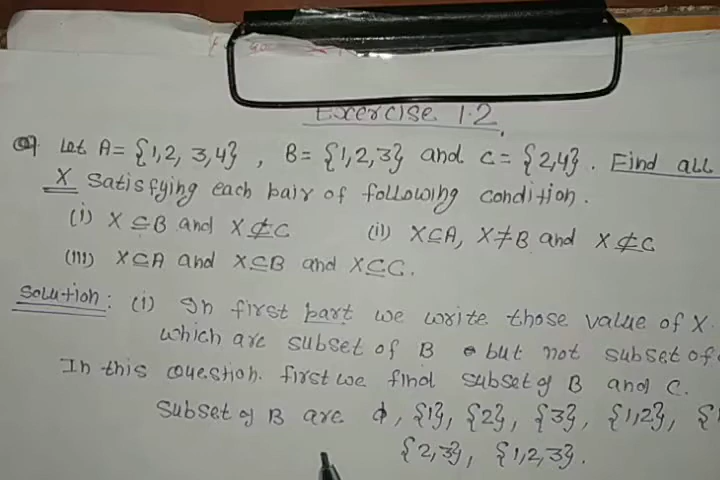 Exercise 1.2
Q. Let A = {1,2, 3,4} , B = {1,2,3} and C = {2,4} . Find all
X Satisfying each pair of following condition.
(i) X ⊆ B and X ⊄ C (ii) X ⊆ A, X ≠ B and X ⊄ C
(iii) X ⊆ A and X ⊆ B and X ⊆ C.
Solution : (i) In first part we write those value of X.
which are subset of B but not subset of
In this question. first we find subset of B and C.
Subset of B are ϕ, {1}, {2}, {3}, {1,2},
{2,3}, {1,2,3}.